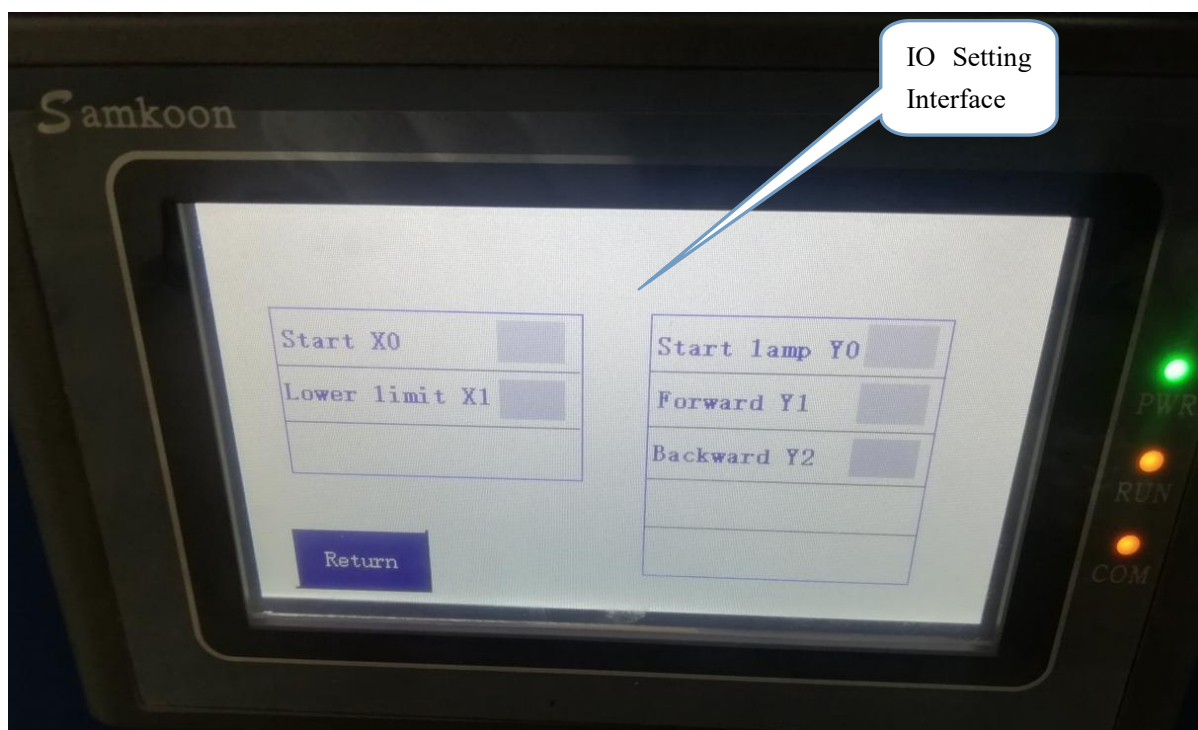 IO Setting
Interface
Samkoon
Start X0
Lower limit X1
Return
Start lamp Y0
Forward Y1
Backward Y2
PWR
RUN
COM